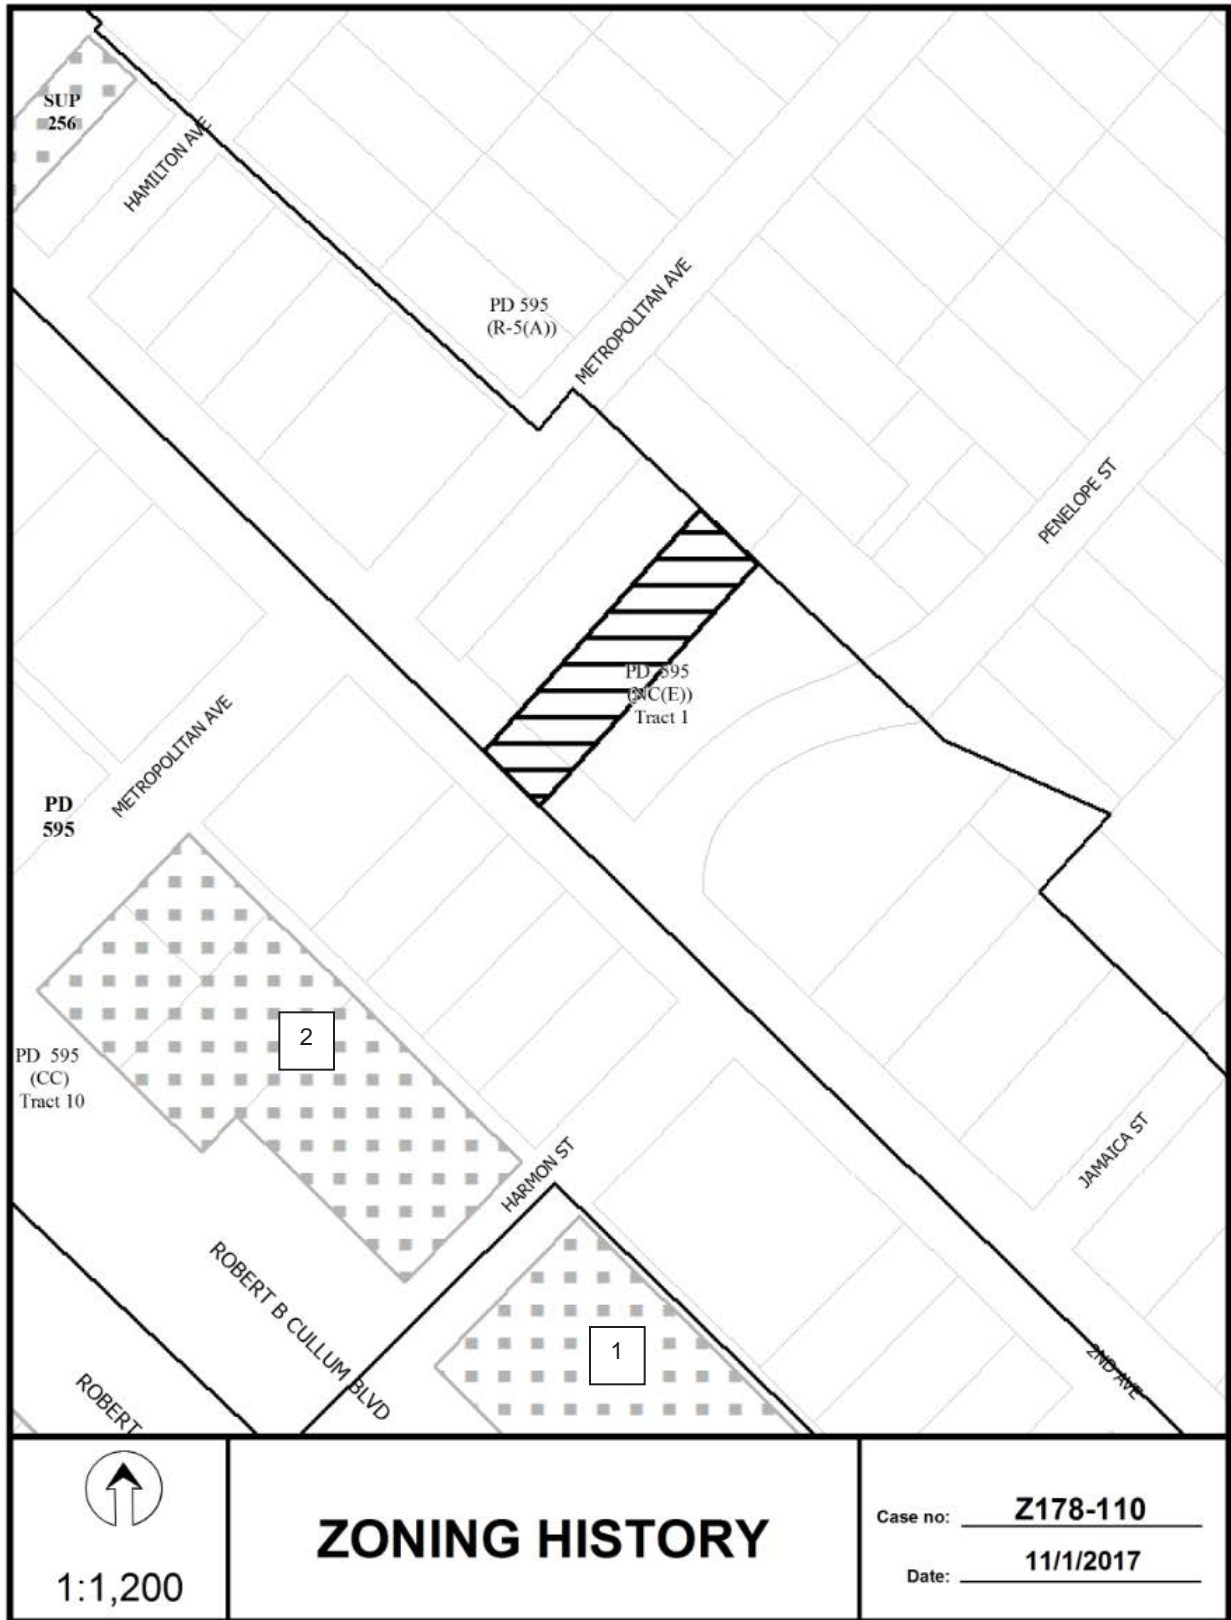 SUP
256
HAMILTON AVE
PD 595
(R-5(A))
METROPOLITAN AVE
PENELOPE ST
PD 595
(NC(E))
Tract 1
METROPOLITAN AVE
PD
595
2
PD 595
(CC)
Tract 10
HARMON ST
JAMAICA ST
ROBERT B CULLUM BLVD
1
2ND AVE
ROBERT
1:1,200
ZONING HISTORY
Case no: Z178-110
Date: 11/1/2017